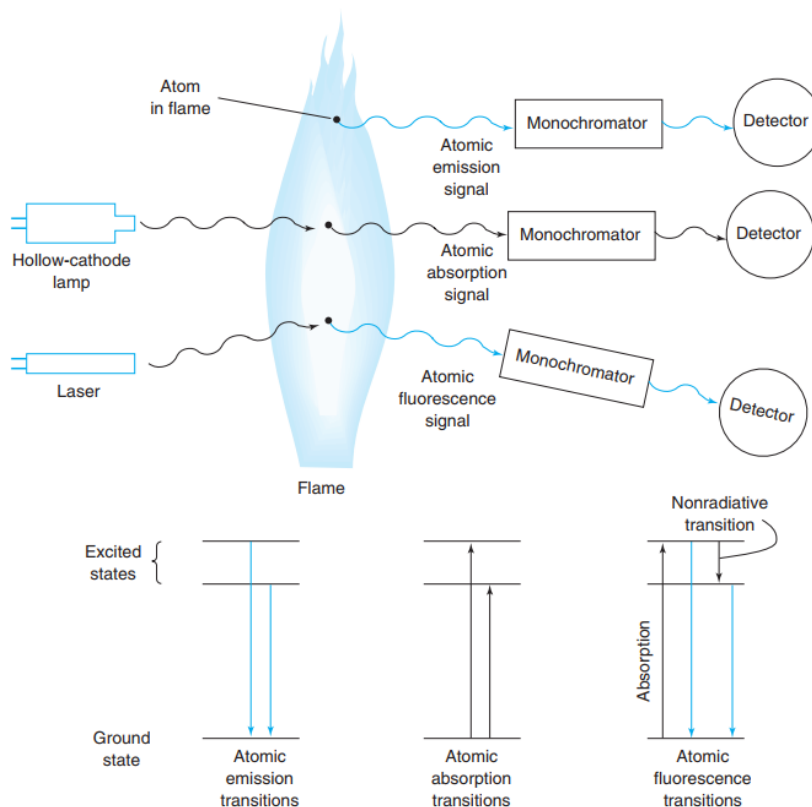 Atom
in flame
Monochromator
Detector
Atomic
emission
signal
Hollow-cathode
lamp
Monochromator
Detector
Atomic
absorption
signal
Laser
Monochromator
Detector
Atomic
fluorescence
signal
Flame
Nonradiative
transition
Excited
states
Absorption
Ground
state
Atomic
emission
transitions
Atomic
absorption
transitions
Atomic
fluorescence
transitions